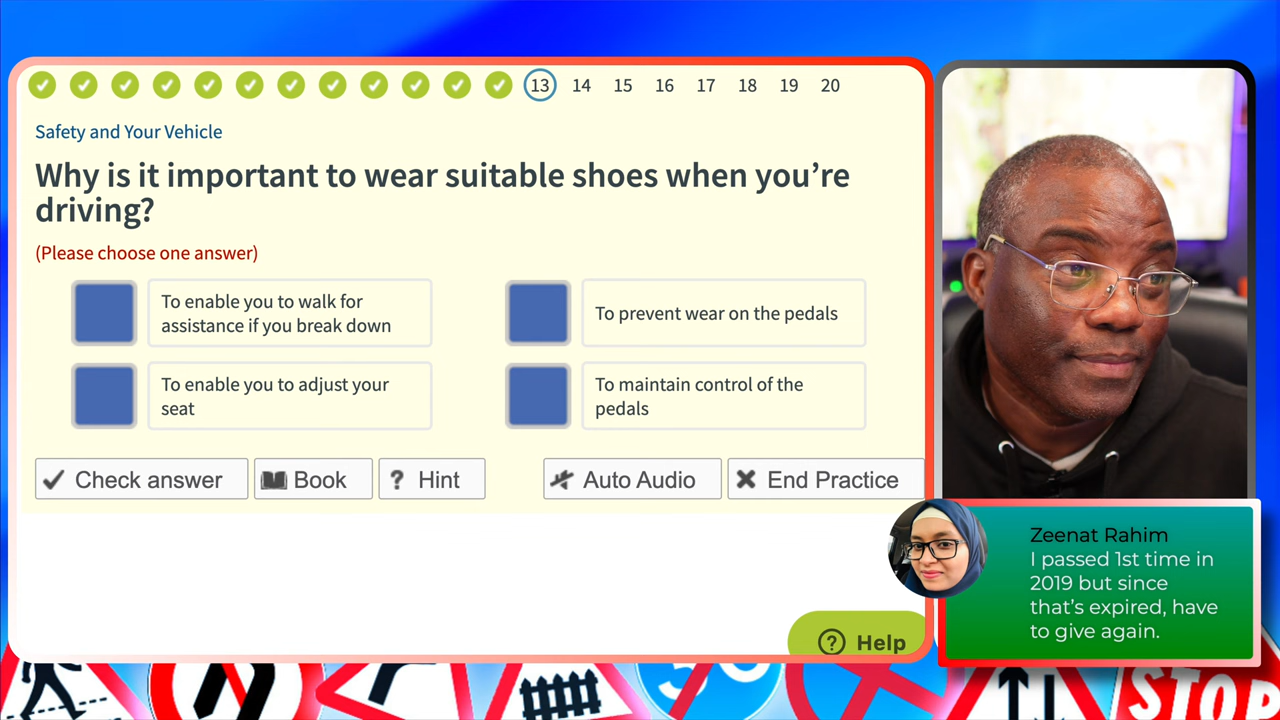 13 14 15 16 17 18 19 20
Safety and Your Vehicle
Why is it important to wear suitable shoes when you're
driving?
(Please choose one answer)
To enable you to walk for
assistance if you break down
To prevent wear on the pedals
To enable you to adjust your
seat
To maintain control of the
pedals
Check answer
Book
? Hint
Auto Audio
End Practice
Zeenat Rahim
I passed 1st time in
2019 but since
that's expired, have
to give again.
? Help
STOP